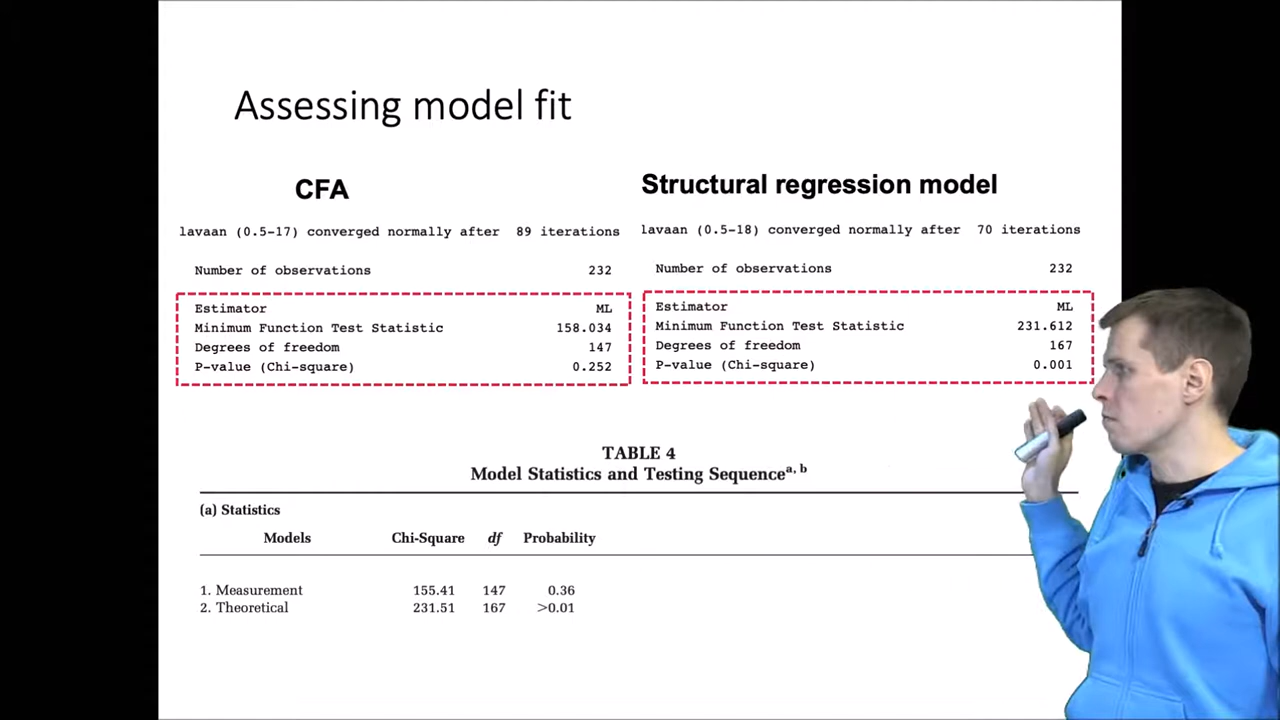 Assessing model fit
CFA
lavaan (0.5-17) converged normally after 89 iterations
Number of observations 232
Estimator ML
Minimum Function Test Statistic 158.034
Degrees of freedom 147
P-value (Chi-square) 0.252
Structural regression model
lavaan (0.5-18) converged normally after 70 iterations
Number of observations 232
Estimator ML
Minimum Function Test Statistic 231.612
Degrees of freedom 167
P-value (Chi-square) 0.001
TABLE 4
Model Statistics and Testing Sequence^a, b
(a) Statistics
Models Chi-Square df Probability
1. Measurement 155.41 147 0.36
2. Theoretical 231.51 167 >0.01